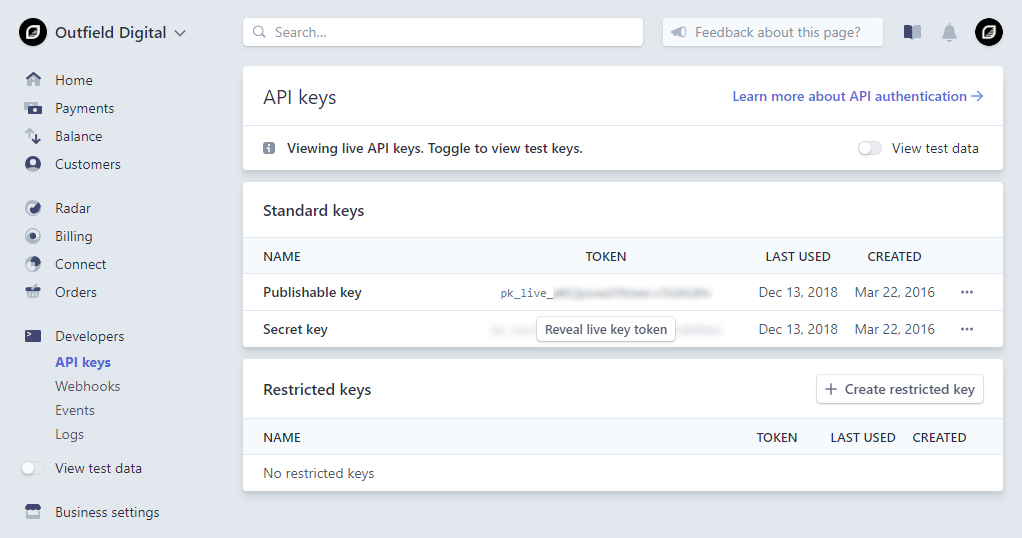 Outfield Digital
Search...
Feedback about this page?
Home
Payments
Balance
Customers
Radar
Billing
Connect
Orders
Developers
API keys
Webhooks
Events
Logs
View test data
Business settings
API keys
Learn more about API authentication
Viewing live API keys. Toggle to view test keys.
View test data
Standard keys
NAME TOKEN LAST USED CREATED
Publishable key pk_live_ Dec 13, 2018 Mar 22, 2016
Secret key Reveal live key token Dec 13, 2018 Mar 22, 2016
Restricted keys
Create restricted key
NAME TOKEN LAST USED CREATED
No restricted keys